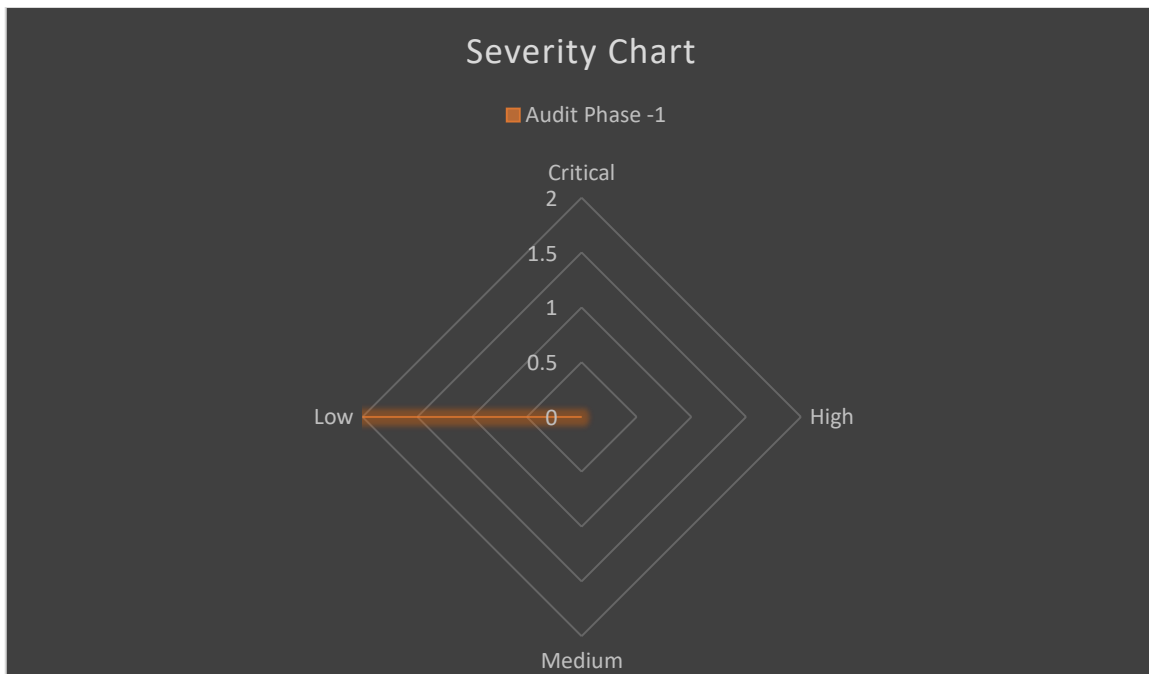 Severity Chart
Audit Phase -1
Critical
2
1.5
1
0.5
Low 0 High
Medium